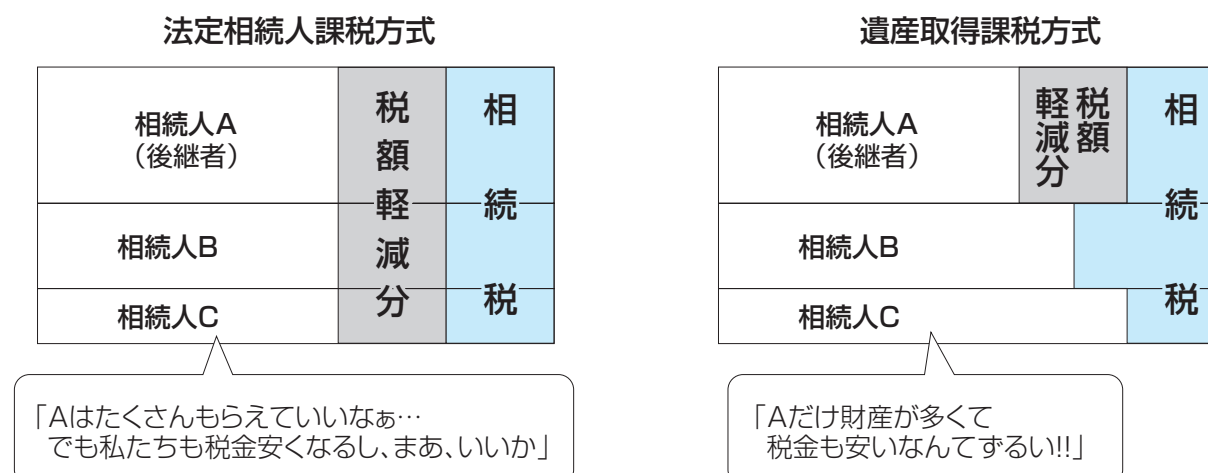 法定相続人課税方式
相続人A
（後継者）
相続人B
相続人C
税額軽減分
相続税
「Aはたくさんもらえていいなぁ…
でも私たちも税金安くなるし、まあ、いいか」
遺産取得課税方式
相続人A
（後継者）
相続人B
相続人C
税額
軽減分
相続税
「Aだけ財産が多くて
税金も安いなんてずるい!!」